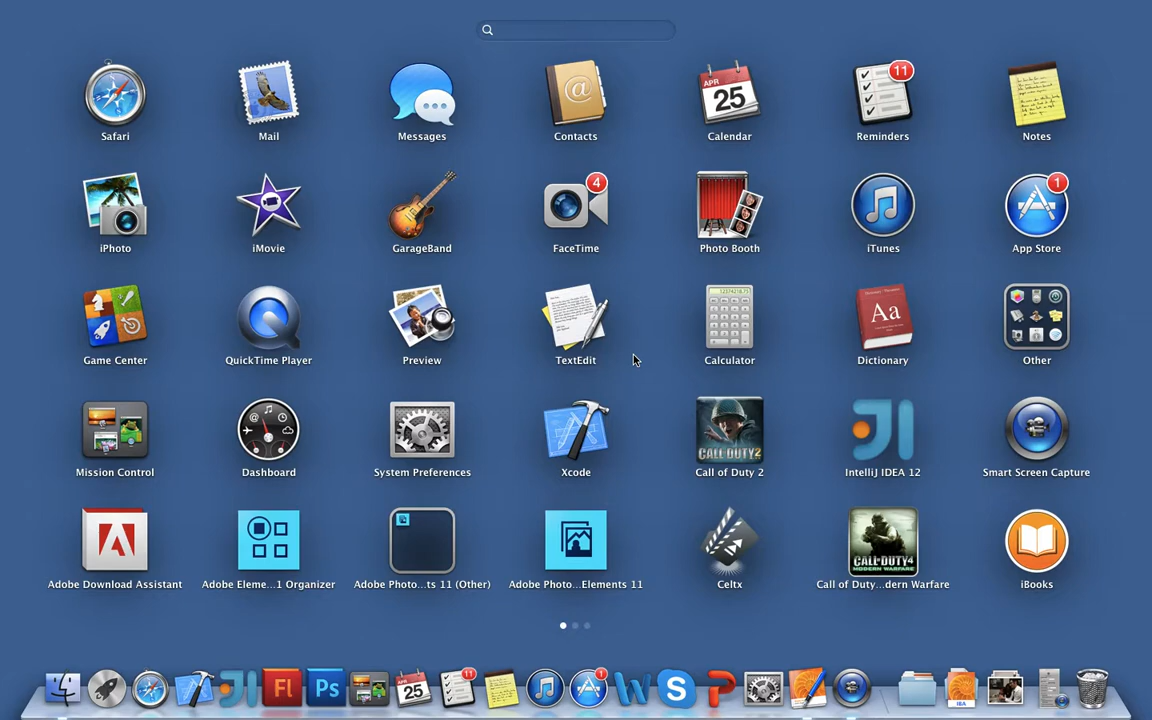 Safari Mail Messages Contacts APR 25 Calendar 11 Reminders Notes
iPhoto iMovie GarageBand 4 FaceTime Photo Booth iTunes 1 App Store
Game Center QuickTime Player Preview TextEdit Calculator Aa Dictionary Other
Mission Control Dashboard System Preferences Xcode CALL OF DUTY 2 Call of Duty 2 IntelliJ IDEA 12 Smart Screen Capture
Adobe Download Assistant Adobe Eleme...1 Organizer Adobe Photo...ts 11 (Other) Adobe Photo...Elements 11 Celtx CALL OF DUTY 4 MODERN WARFARE Call of Duty...dern Warfare iBooks
Fl Ps APR 25 11 1 W S P IBA